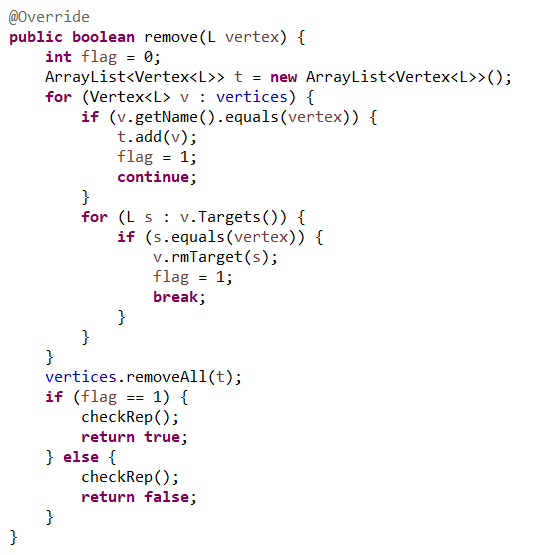 @Override
public boolean remove(L vertex) {
    int flag = 0;
    ArrayList<Vertex<L>> t = new ArrayList<Vertex<L>>();
    for (Vertex<L> v : vertices) {
        if (v.getName().equals(vertex)) {
            t.add(v);
            flag = 1;
            continue;
        }
        for (L s : v.Targets()) {
            if (s.equals(vertex)) {
                v.rmTarget(s);
                flag = 1;
                break;
            }
        }
    }
    vertices.removeAll(t);
    if (flag == 1) {
        checkRep();
        return true;
    } else {
        checkRep();
        return false;
    }
}